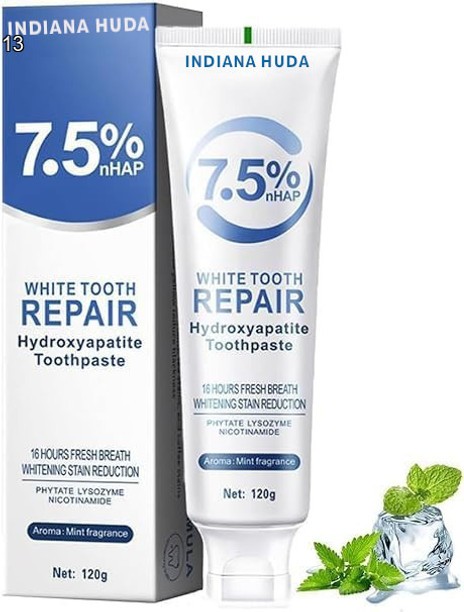 INDIANA HUDA
13
7.5%
nHAP
WHITE TOOTH
REPAIR
Hydroxyapatite
Toothpaste
16 HOURS FRESH BREATH
WHITENING STAIN REDUCTION
PHYTATE LYSOZYME
NICOTINAMIDE
Aroma: Mint fragrance
Net: 120g
INDIANA HUDA
7.5%
nHAP
WHITE TOOTH
REPAIR
Hydroxyapatite
Toothpaste
16 HOURS FRESH BREATH
WHITENING STAIN REDUCTION
PHYTATE LYSOZYME
NICOTINAMIDE
Aroma: Mint fragrance
Net: 120g